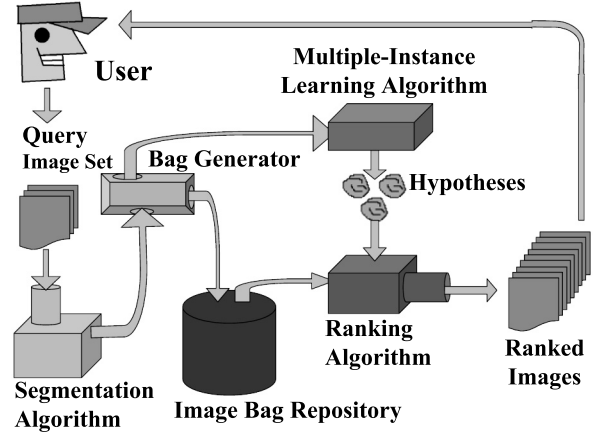 User
Multiple-Instance
Learning Algorithm
Query
Image Set
Bag Generator
Hypotheses
Segmentation
Algorithm
Image Bag Repository
Ranking
Algorithm
Ranked
Images